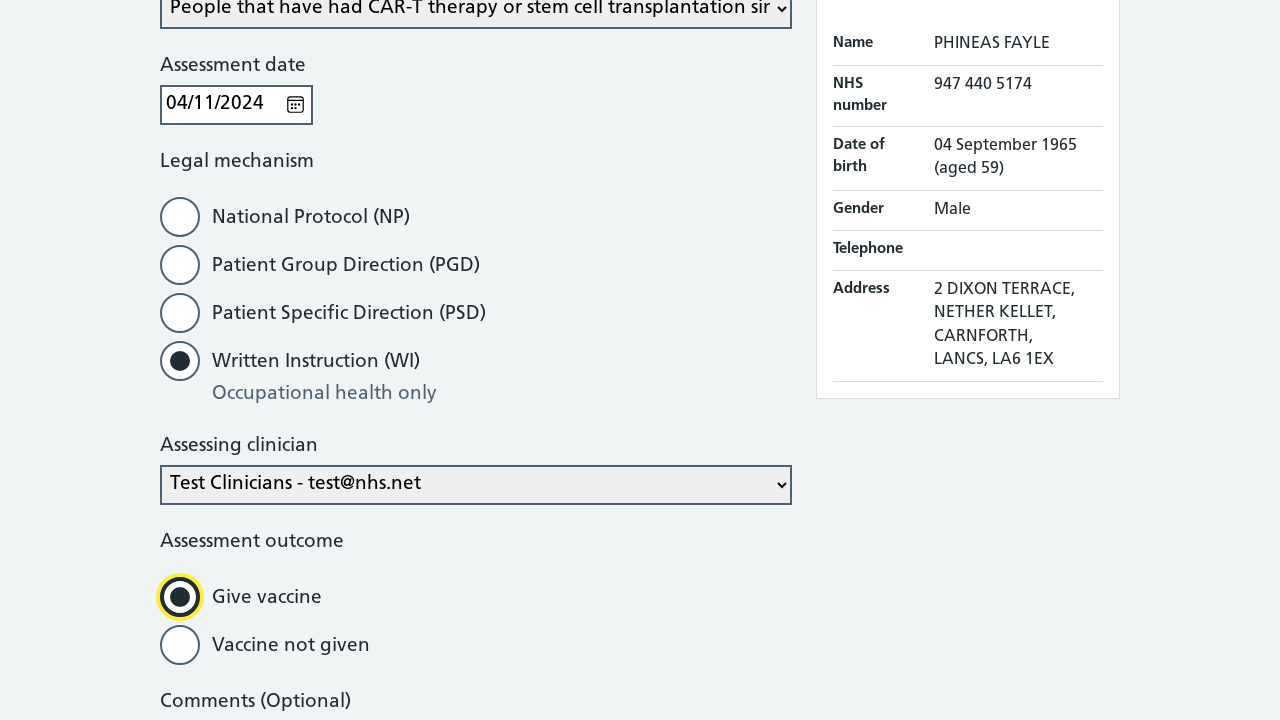 People that have had CAR-T therapy or stem cell transplantation sir
Assessment date
04/11/2024
Legal mechanism
National Protocol (NP)
Patient Group Direction (PGD)
Patient Specific Direction (PSD)
Written Instruction (WI)
Occupational health only
Assessing clinician
Test Clinicians - test@nhs.net
Assessment outcome
Give vaccine
Vaccine not given
Comments (Optional)
Name PHINEAS FAYLE
NHS number 947 440 5174
Date of birth 04 September 1965
(aged 59)
Gender Male
Telephone
Address 2 DIXON TERRACE,
NETHER KELLET,
CARNFORTH,
LANCS, LA6 1EX